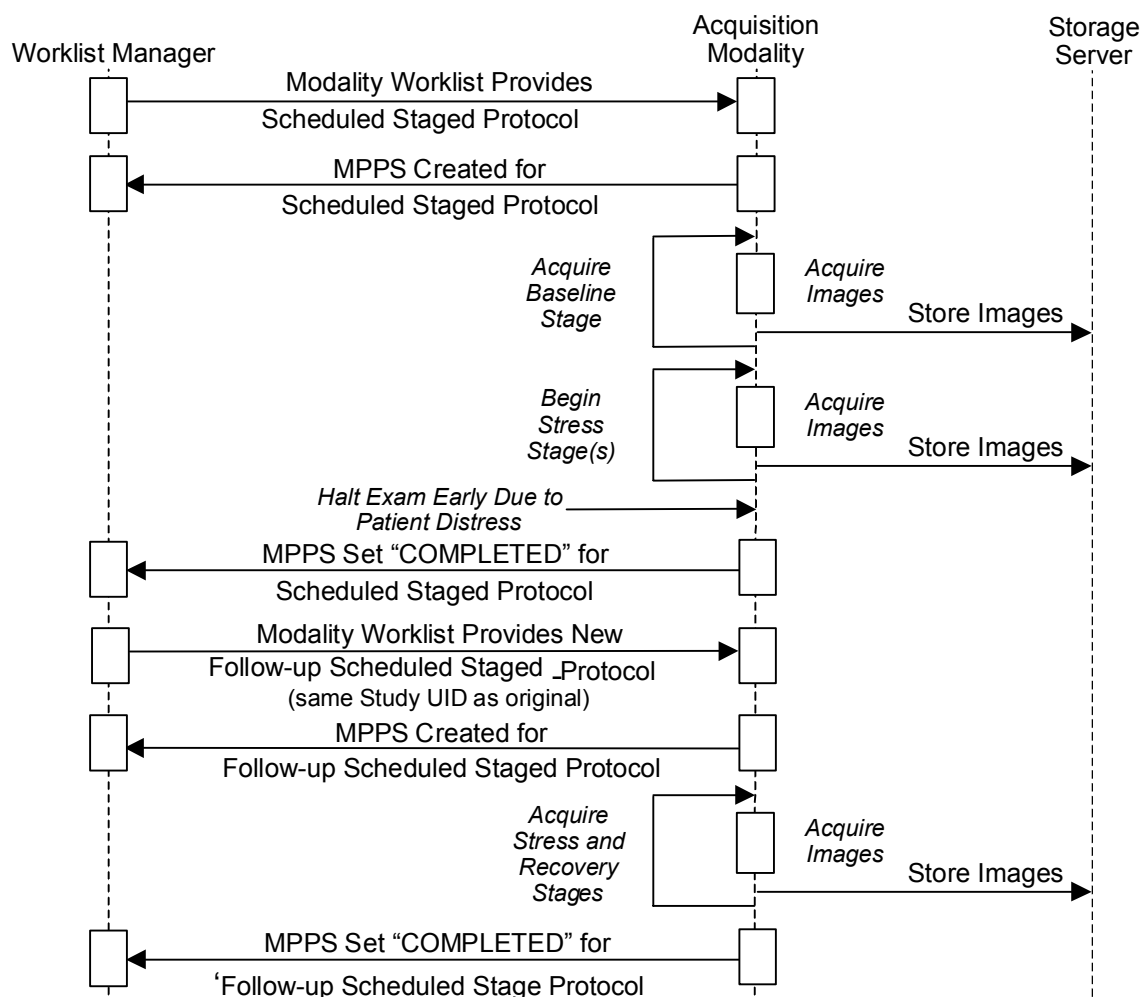 Worklist Manager
Acquisition
Modality
Storage
Server
Modality Worklist Provides
Scheduled Staged Protocol
MPPS Created for
Scheduled Staged Protocol
Acquire
Baseline
Stage
Acquire
Images
Store Images
Begin
Stress
Stage(s)
Acquire
Images
Store Images
Halt Exam Early Due to
Patient Distress
MPPS Set “COMPLETED” for
Scheduled Staged Protocol
Modality Worklist Provides New
Follow-up Scheduled Staged Protocol
(same Study UID as original)
MPPS Created for
Follow-up Scheduled Staged Protocol
Acquire
Stress and
Recovery
Stages
Acquire
Images
Store Images
MPPS Set “COMPLETED” for
‘Follow-up Scheduled Stage Protocol